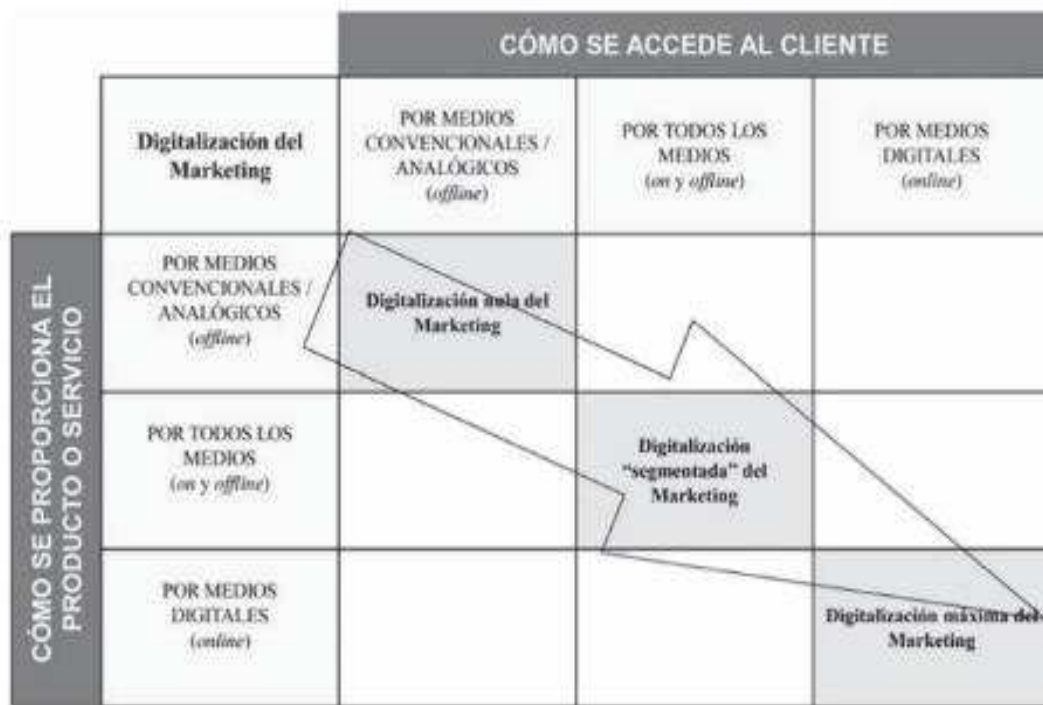 CÓMO SE ACCEDE AL CLIENTE
Digitalización del
Marketing
POR MEDIOS
CONVENCIONALES /
ANALÓGICOS
(offline)
POR TODOS LOS
MEDIOS
(on y offline)
POR MEDIOS
DIGITALES
(online)
CÓMO SE PROPORCIONA EL
PRODUCTO O SERVICIO
POR MEDIOS
CONVENCIONALES /
ANALÓGICOS
(offline)
Digitalización nula del
Marketing
POR TODOS LOS
MEDIOS
(on y offline)
Digitalización
“segmentada” del
Marketing
POR MEDIOS
DIGITALES
(online)
Digitalización máxima del
Marketing